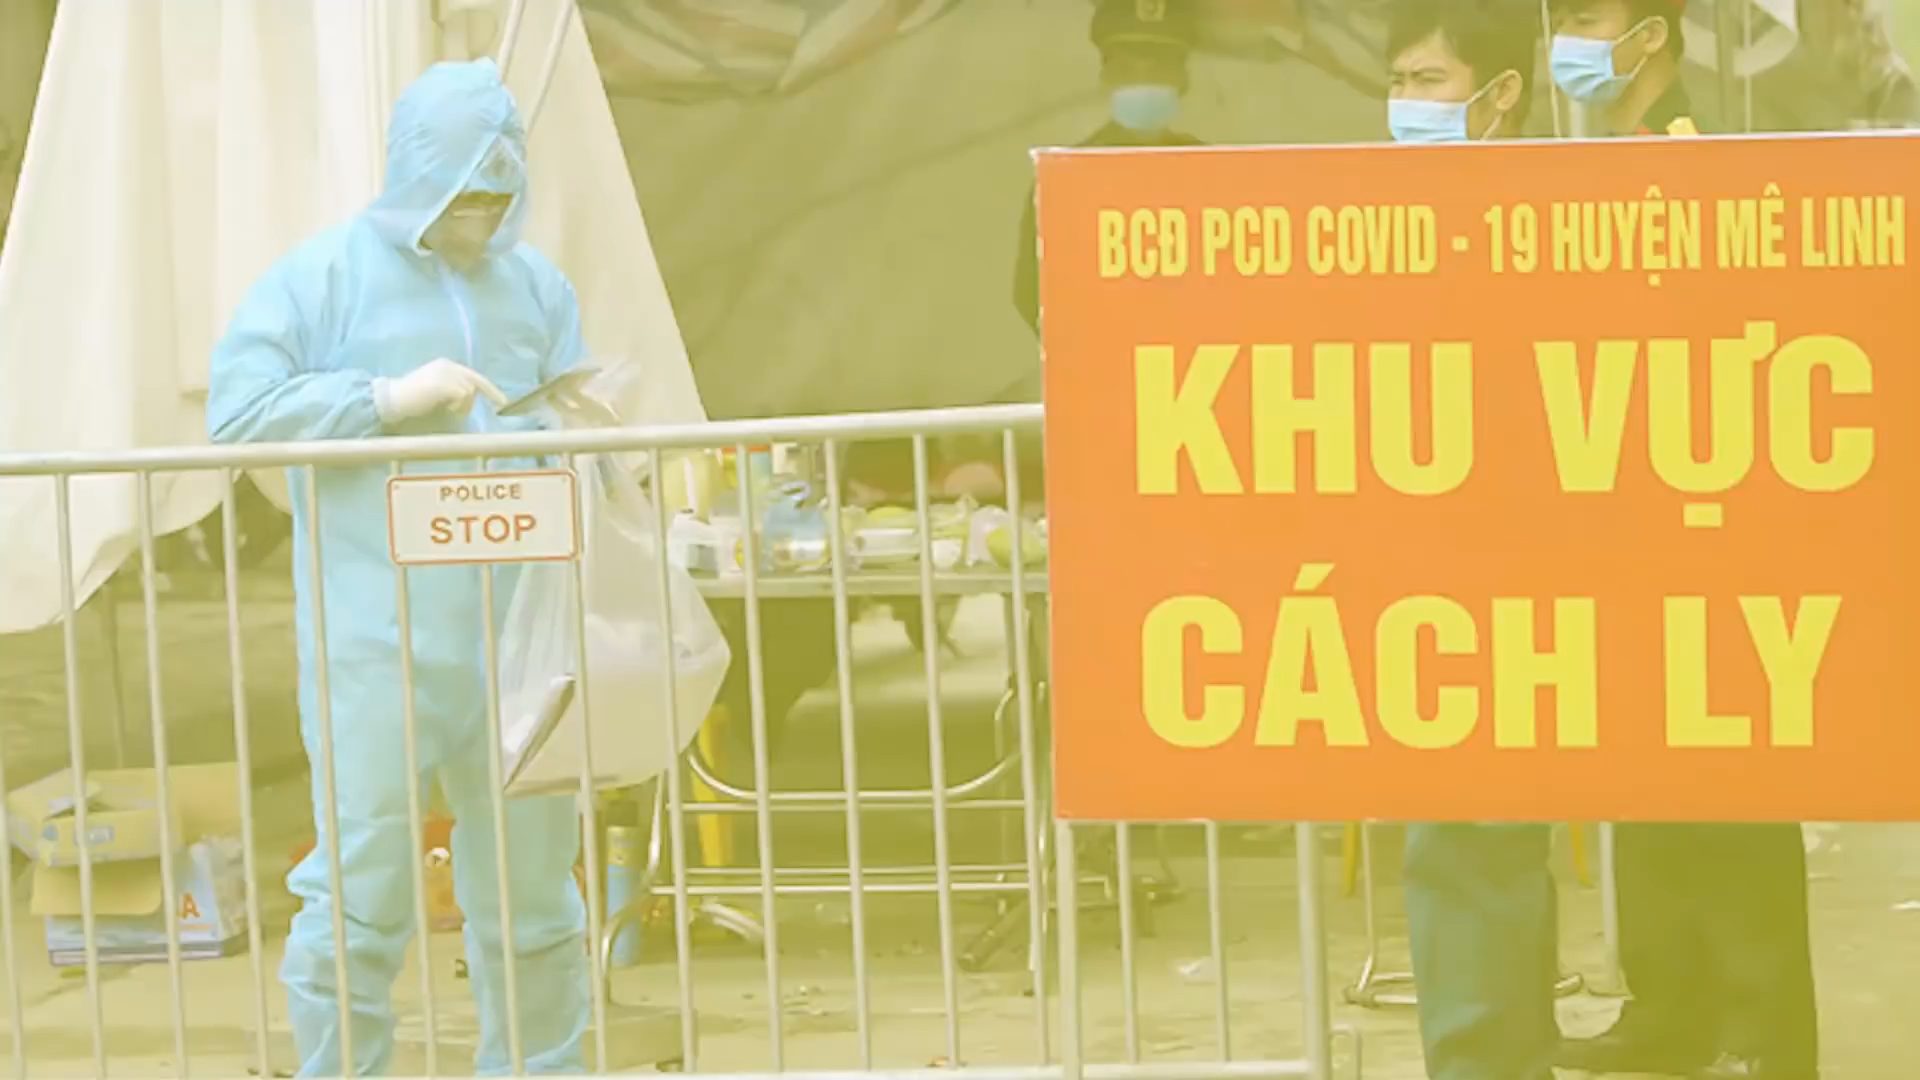 BCĐ PCD COVID - 19 HUYỆN MÊ LINH
KHU VỰC
CÁCH LY
POLICE
STOP